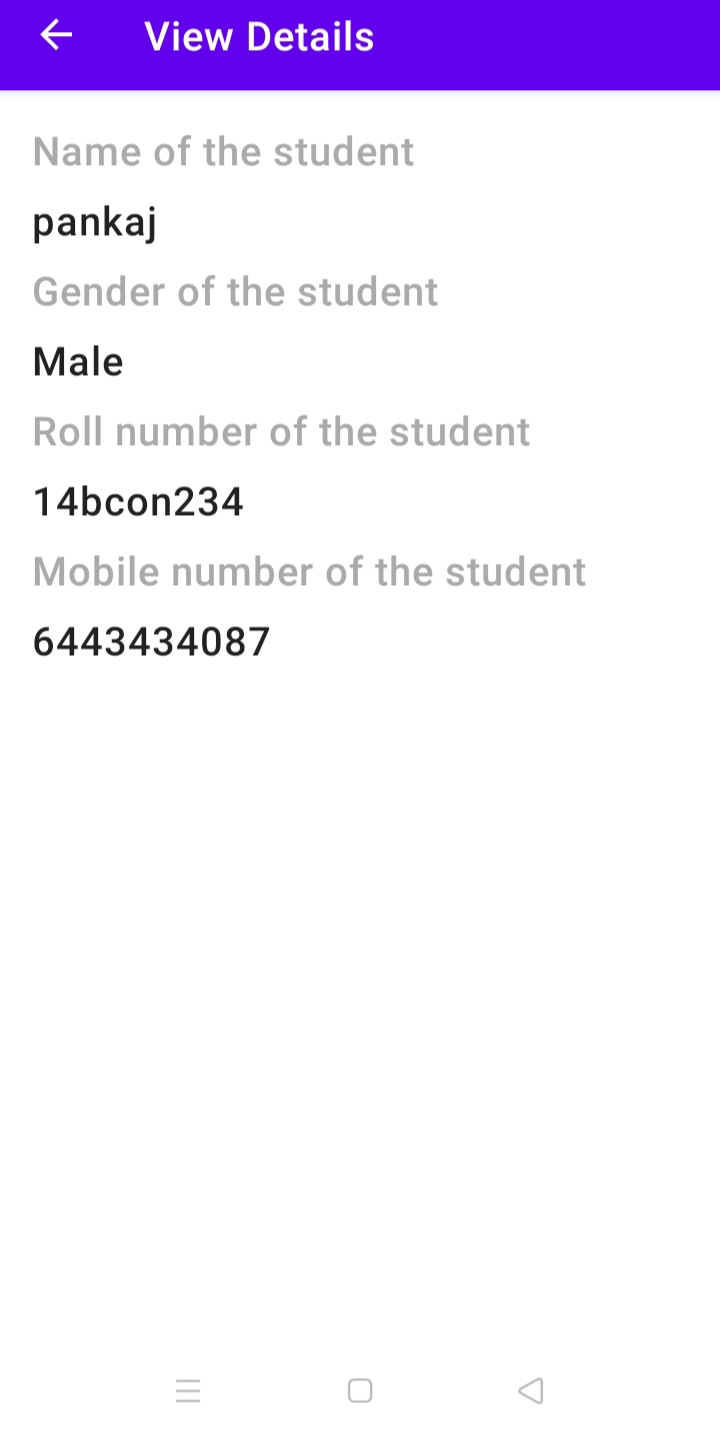 View Details
Name of the student
pankaj
Gender of the student
Male
Roll number of the student
14bcon234
Mobile number of the student
6443434087